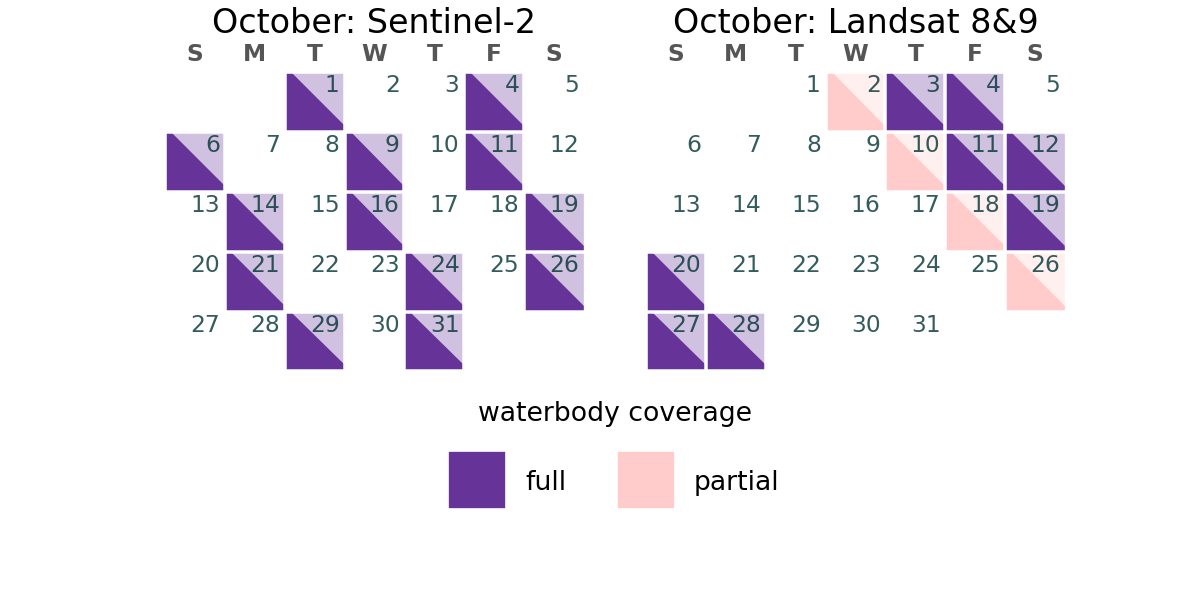 October: Sentinel-2
S M T W T F S
1 2 3 4 5
6 7 8 9 10 11 12
13 14 15 16 17 18 19
20 21 22 23 24 25 26
27 28 29 30 31
October: Landsat 8&9
S M T W T F S
1 2 3 4 5
6 7 8 9 10 11 12
13 14 15 16 17 18 19
20 21 22 23 24 25 26
27 28 29 30 31
waterbody coverage
full partial